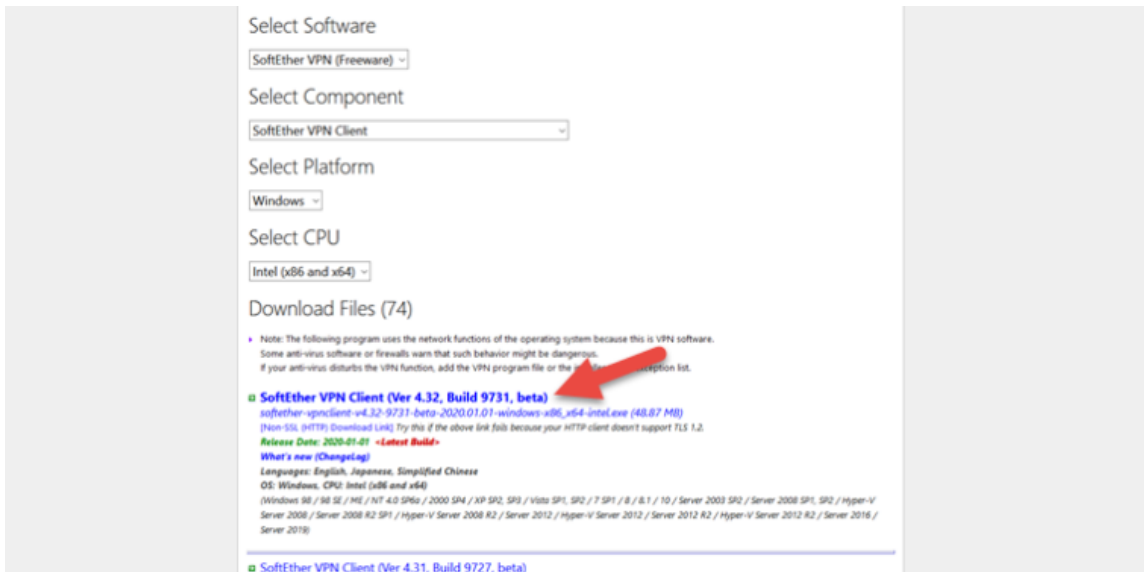 Select Software
SoftEther VPN (Freeware)
Select Component
SoftEther VPN Client
Select Platform
Windows
Select CPU
Intel (x86 and x64)
Download Files (74)
Note: The following program uses the network functions of the operating system because this is VPN software.
Some anti-virus software or firewalls warn that such behavior might be dangerous.
If your anti-virus disturbs the VPN function, add the VPN program file or the list.
SoftEther VPN Client (Ver 4.32, Build 9731, beta)
softether-vpnclient-v4.32-9731-beta-2020.01.01-windows-x86_x64-intel.exe (48.87 MB)
[Non-SSL (HTTP) Download Link] Try this if the above link fails because your HTTP client doesn't support TLS 1.2.
Release Date: 2020-01-01 <Latest Build>
What's new (ChangeLog)
Languages: English, Japanese, Simplified Chinese
OS: Windows, CPU: Intel (x86 and x64)
(Windows 98 / 98 SE / ME / NT 4.0 SP6a / 2000 SP4 / XP SP2, SP3 / Vista SP1, SP2 / 7 SP1 / 8 / 8.1 / 10 / Server 2003 SP2 / Server 2008 SP1, SP2 / Hyper-V
Server 2008 / Server 2008 R2 SP1 / Hyper-V Server 2008 R2 / Server 2012 / Hyper-V Server 2012 / Server 2012 R2 / Hyper-V Server 2012 R2 / Server 2016 /
Server 2019)
SoftEther VPN Client (Ver 4.31, Build 9727, beta)